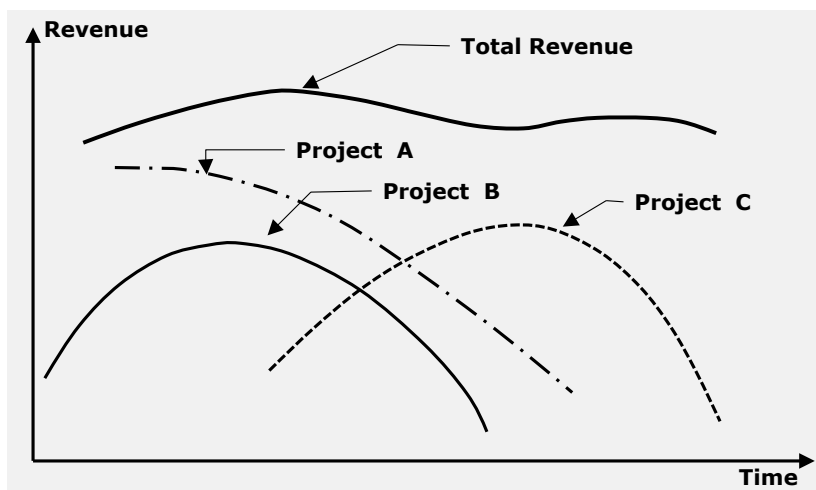 Revenue
Total Revenue
Project A
Project B
Project C
Time